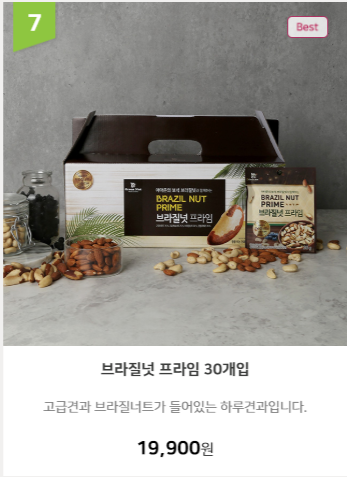 7
Best
BRAZIL NUT
PRIME
브라질넛 프라임
BRAZIL NUT
PRIME
브라질넛 프라임
브라질넛 프라임 30개입
고급견과 브라질너트가 들어있는 하루견과입니다.
19,900원